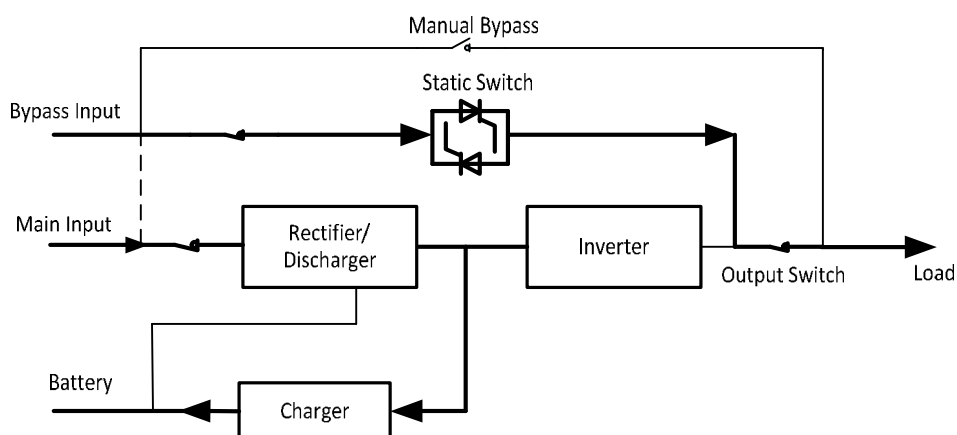 Manual Bypass
Static Switch
Bypass Input
Main Input
Rectifier/
Discharger
Inverter
Output Switch
Load
Battery
Charger